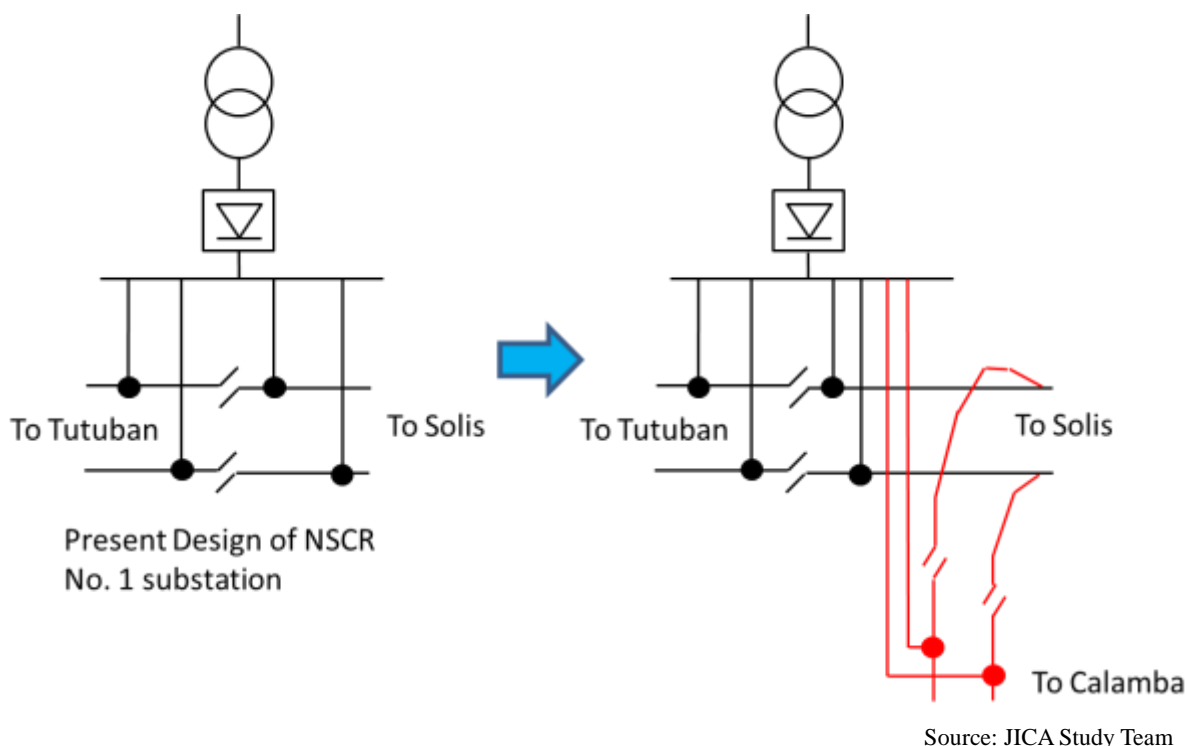 To Tutuban
To Solis
Present Design of NSCR
No. 1 substation
To Tutuban
To Solis
To Calamba
Source: JICA Study Team